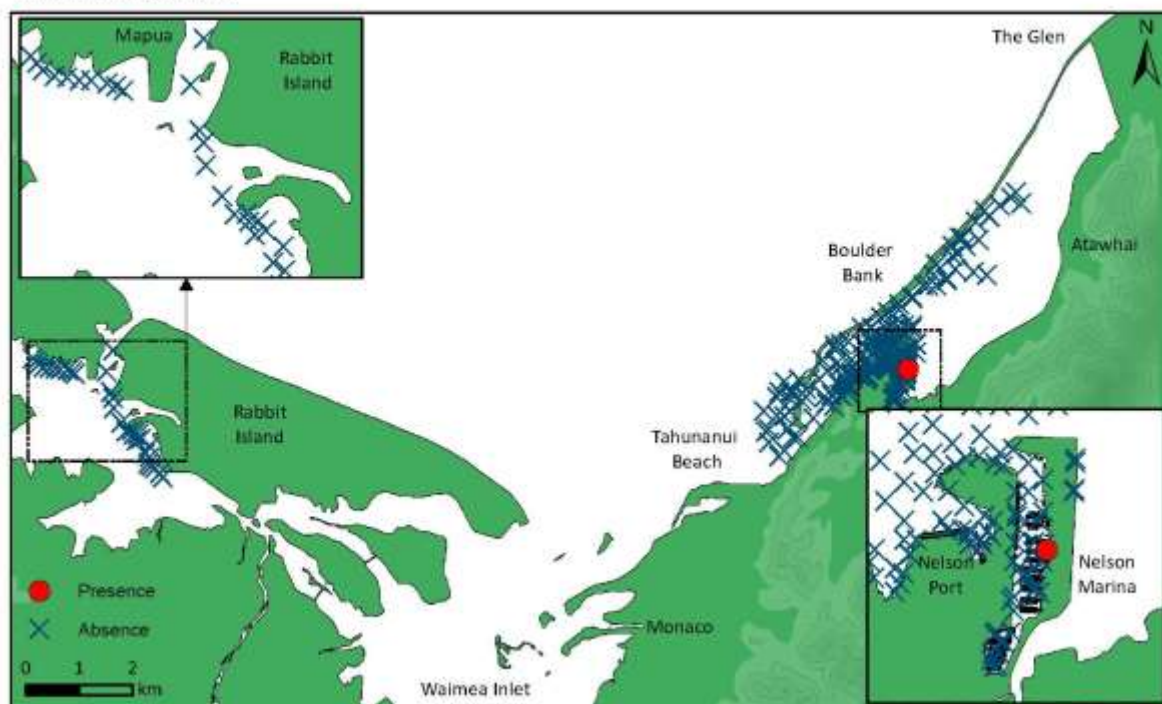 Mapua
Rabbit
Island
The Glen
N
Boulder
Bank
Atawhai
Rabbit
Island
Tahunanui
Beach
Nelson
Port
Nelson
Marina
Presence
Absence
Monaco
0 1 2
km
Waimea Inlet